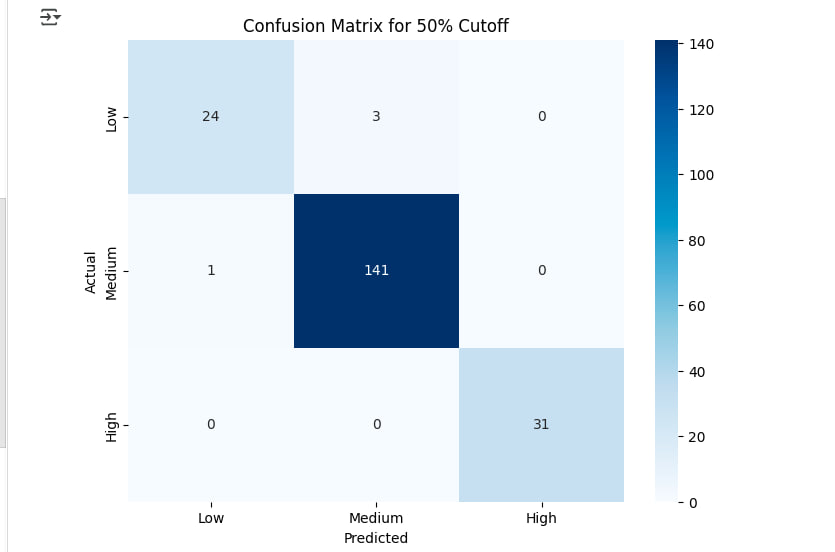 Confusion Matrix for 50% Cutoff
Low 24 3 0
Actual
Medium 1 141 0
High 0 0 31
Low Medium High
Predicted
140
120
100
80
60
40
20
0